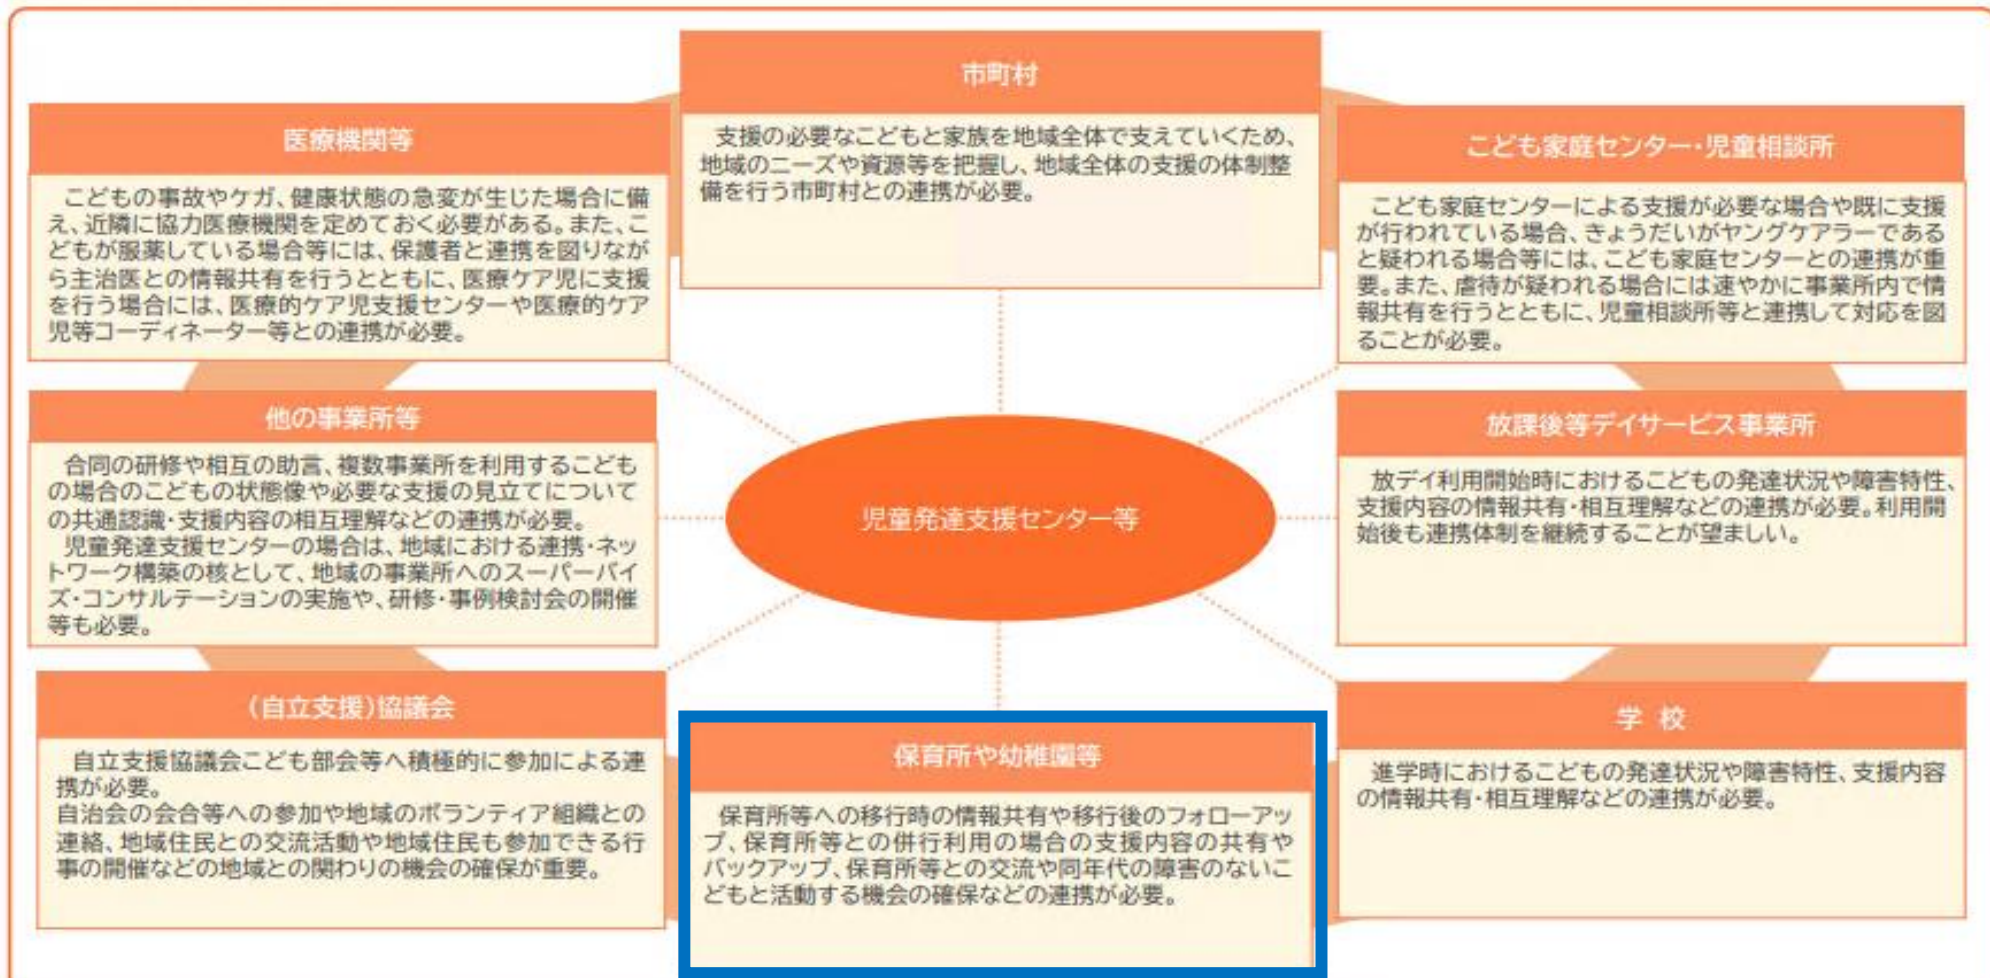 市町村
支援の必要なこどもと家族を地域全体で支えていくため、
地域のニーズや資源等を把握し、地域全体の支援の体制整
備を行う市町村との連携が必要。
医療機関等
こどもの事故やケガ、健康状態の急変が生じた場合に備
え、近隣に協力医療機関を定めておく必要がある。また、こ
どもが服薬している場合等には、保護者と連携を図りなが
ら主治医との情報共有を行うとともに、医療ケア児に支援
を行う場合には、医療的ケア児支援センターや医療的ケア
児等コーディネーター等との連携が必要。
こども家庭センター・児童相談所
こども家庭センターによる支援が必要な場合や既に支援
が行われている場合、きょうだいがヤングケアラーである
と疑われる場合等には、こども家庭センターとの連携が重
要。また、虐待が疑われる場合には速やかに事業所内で情
報共有を行うとともに、児童相談所等と連携して対応を図
ることが必要。
他の事業所等
合同の研修や相互の助言、複数事業所を利用するこども
の場合のこどもの状態像や必要な支援の見立てについて
の共通認識・支援内容の相互理解などの連携が必要。
児童発達支援センターの場合は、地域における連携・ネッ
トワーク構築の核として、地域の事業所へのスーパーバイ
ズ・コンサルテーションの実施や、研修・事例検討会の開催
等も必要。
児童発達支援センター等
放課後等デイサービス事業所
放デイ利用開始時におけるこどもの発達状況や障害特性、
支援内容の情報共有・相互理解などの連携が必要。利用開
始後も連携体制を継続することが望ましい。
(自立支援)協議会
自立支援協議会こども部会等へ積極的に参加による連
携が必要。
自治会の会合等への参加や地域のボランティア組織との
連絡、地域住民との交流活動や地域住民も参加できる行
事の開催などの地域との関わりの機会の確保が重要。
保育所や幼稚園等
保育所等への移行時の情報共有や移行後のフォローアッ
プ、保育所等との併行利用の場合の支援内容の共有や
バックアップ、保育所等との交流や同年代の障害のないこ
どもと活動する機会の確保などの連携が必要。
学 校
進学時におけるこどもの発達状況や障害特性、支援内容
の情報共有・相互理解などの連携が必要。